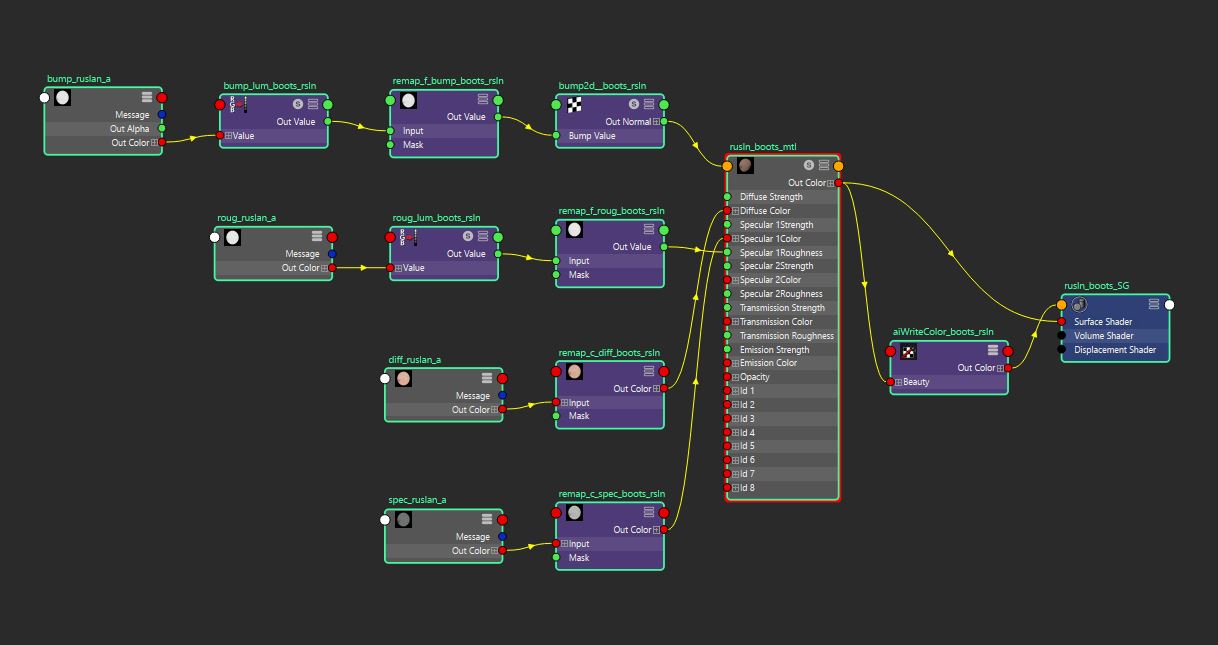 bump_ruslan_a
Message
Out Alpha
Out Color
bump_lum_boots_rsln
RGB
S
Out Value
Value
remap_f_bump_boots_rsln
Out Value
Input
Mask
bump2d__boots_rsln
S
Out Normal
Bump Value
roug_ruslan_a
Message
Out Color
roug_lum_boots_rsln
RGB
S
Out Value
Value
remap_f_roug_boots_rsln
Out Value
Input
Mask
diff_ruslan_a
Message
Out Color
remap_c_diff_boots_rsln
Out Color
Input
Mask
spec_ruslan_a
Message
Out Color
remap_c_spec_boots_rsln
Out Color
Input
Mask
rusln_boots_mtl
S
Out Color
Diffuse Strength
Diffuse Color
Specular 1Strength
Specular 1Color
Specular 1Roughness
Specular 2Strength
Specular 2Color
Specular 2Roughness
Transmission Strength
Transmission Color
Transmission Roughness
Emission Strength
Emission Color
Opacity
Id 1
Id 2
Id 3
Id 4
Id 5
Id 6
Id 7
Id 8
aiWriteColor_boots_rsln
Out Color
Beauty
rusln_boots_SG
Surface Shader
Volume Shader
Displacement Shader